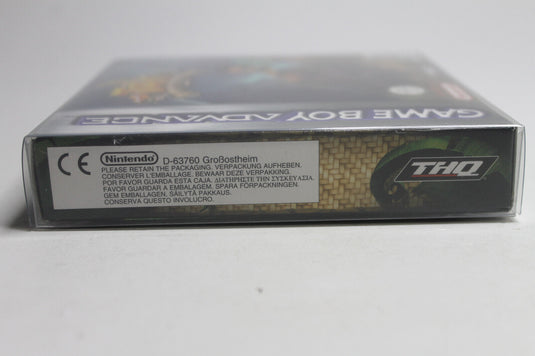 GAME BOY ADVANCE
Nintendo
CE
Nintendo D-63760 Großostheim
PLEASE RETAIN THE PACKAGING. VERPACKUNG AUFHEBEN.
CONSERVER L'EMBALLAGE. BEWAAR DEZE VERPAKKING.
POR FAVOR GUARDA ESTA CAJA. ΔΙΑΤΗΡΗΣΤΕ ΤΗΝ ΣΥΣΚΕΥΑΣΙΑ.
FAVOR GUARDAR A EMBALAGEM. SPARA FÖRPACKNINGEN.
GEM EMBALLAGEN, SÄILYTÄ PAKKAUS.
CONSERVA QUESTO INVOLUCRO.
THQ